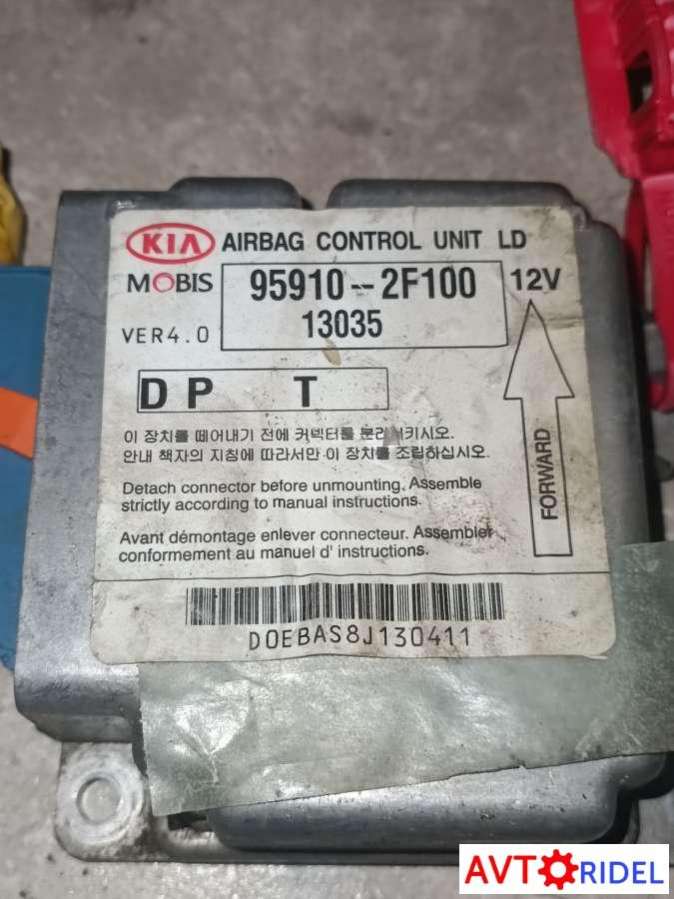 KIA AIRBAG CONTROL UNIT LD
MOBIS 95910--2F100 12V
VER4.0 13035
D P T
이 장치를 떼어내기 전에 커넥터를 분리시키시오.
안내 책자의 지침에 따라서만 이 장치를 조립하십시오.
FORWARD
Detach connector before unmounting. Assemble
strictly according to manual instructions.
Avant démontage enlever connecteur. Assembler
conformement au manuel d' instructions.
D0EBAS8J130411
AVTORIDEL